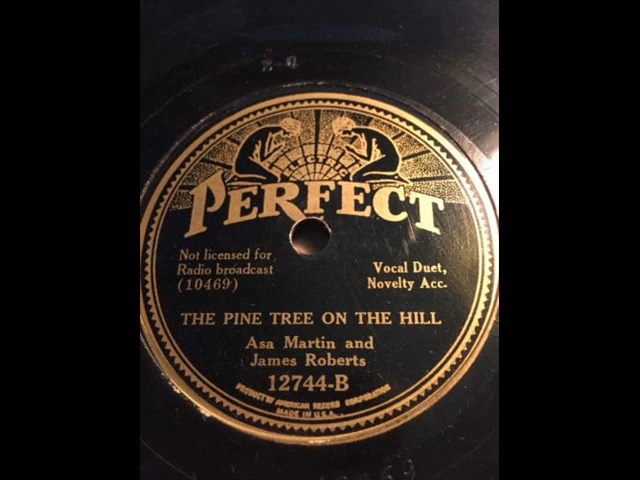 ELECTRIC
PERFECT
Not licensed for
Radio broadcast
(10469)
Vocal Duet,
Novelty Acc.
THE PINE TREE ON THE HILL
Asa Martin and
James Roberts
12744-B
PRODUCT OF AMERICAN RECORD CORPORATION
MADE IN U.S.A.